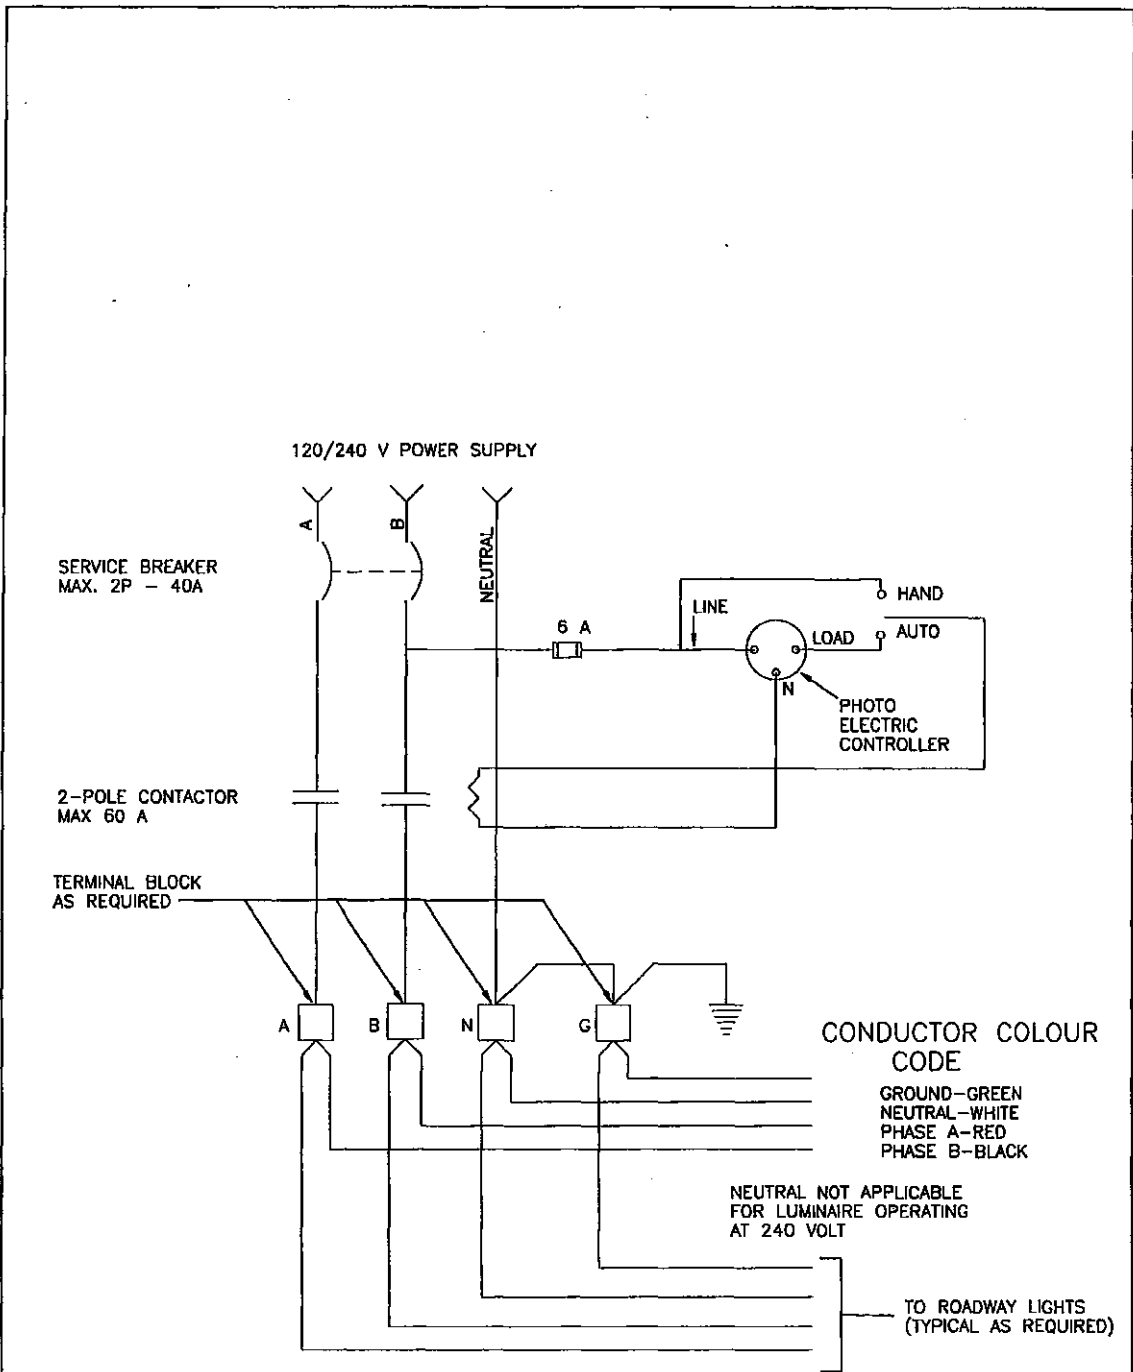 120/240 V POWER SUPPLY
A
B
NEUTRAL
SERVICE BREAKER
MAX. 2P - 40A
6 A
LINE
HAND
AUTO
LOAD
N
PHOTO
ELECTRIC
CONTROLLER
2-POLE CONTACTOR
MAX 60 A
TERMINAL BLOCK
AS REQUIRED
A
B
N
G
CONDUCTOR COLOUR
CODE
GROUND-GREEN
NEUTRAL-WHITE
PHASE A-RED
PHASE B-BLACK
NEUTRAL NOT APPLICABLE
FOR LUMINAIRE OPERATING
AT 240 VOLT
TO ROADWAY LIGHTS
(TYPICAL AS REQUIRED)